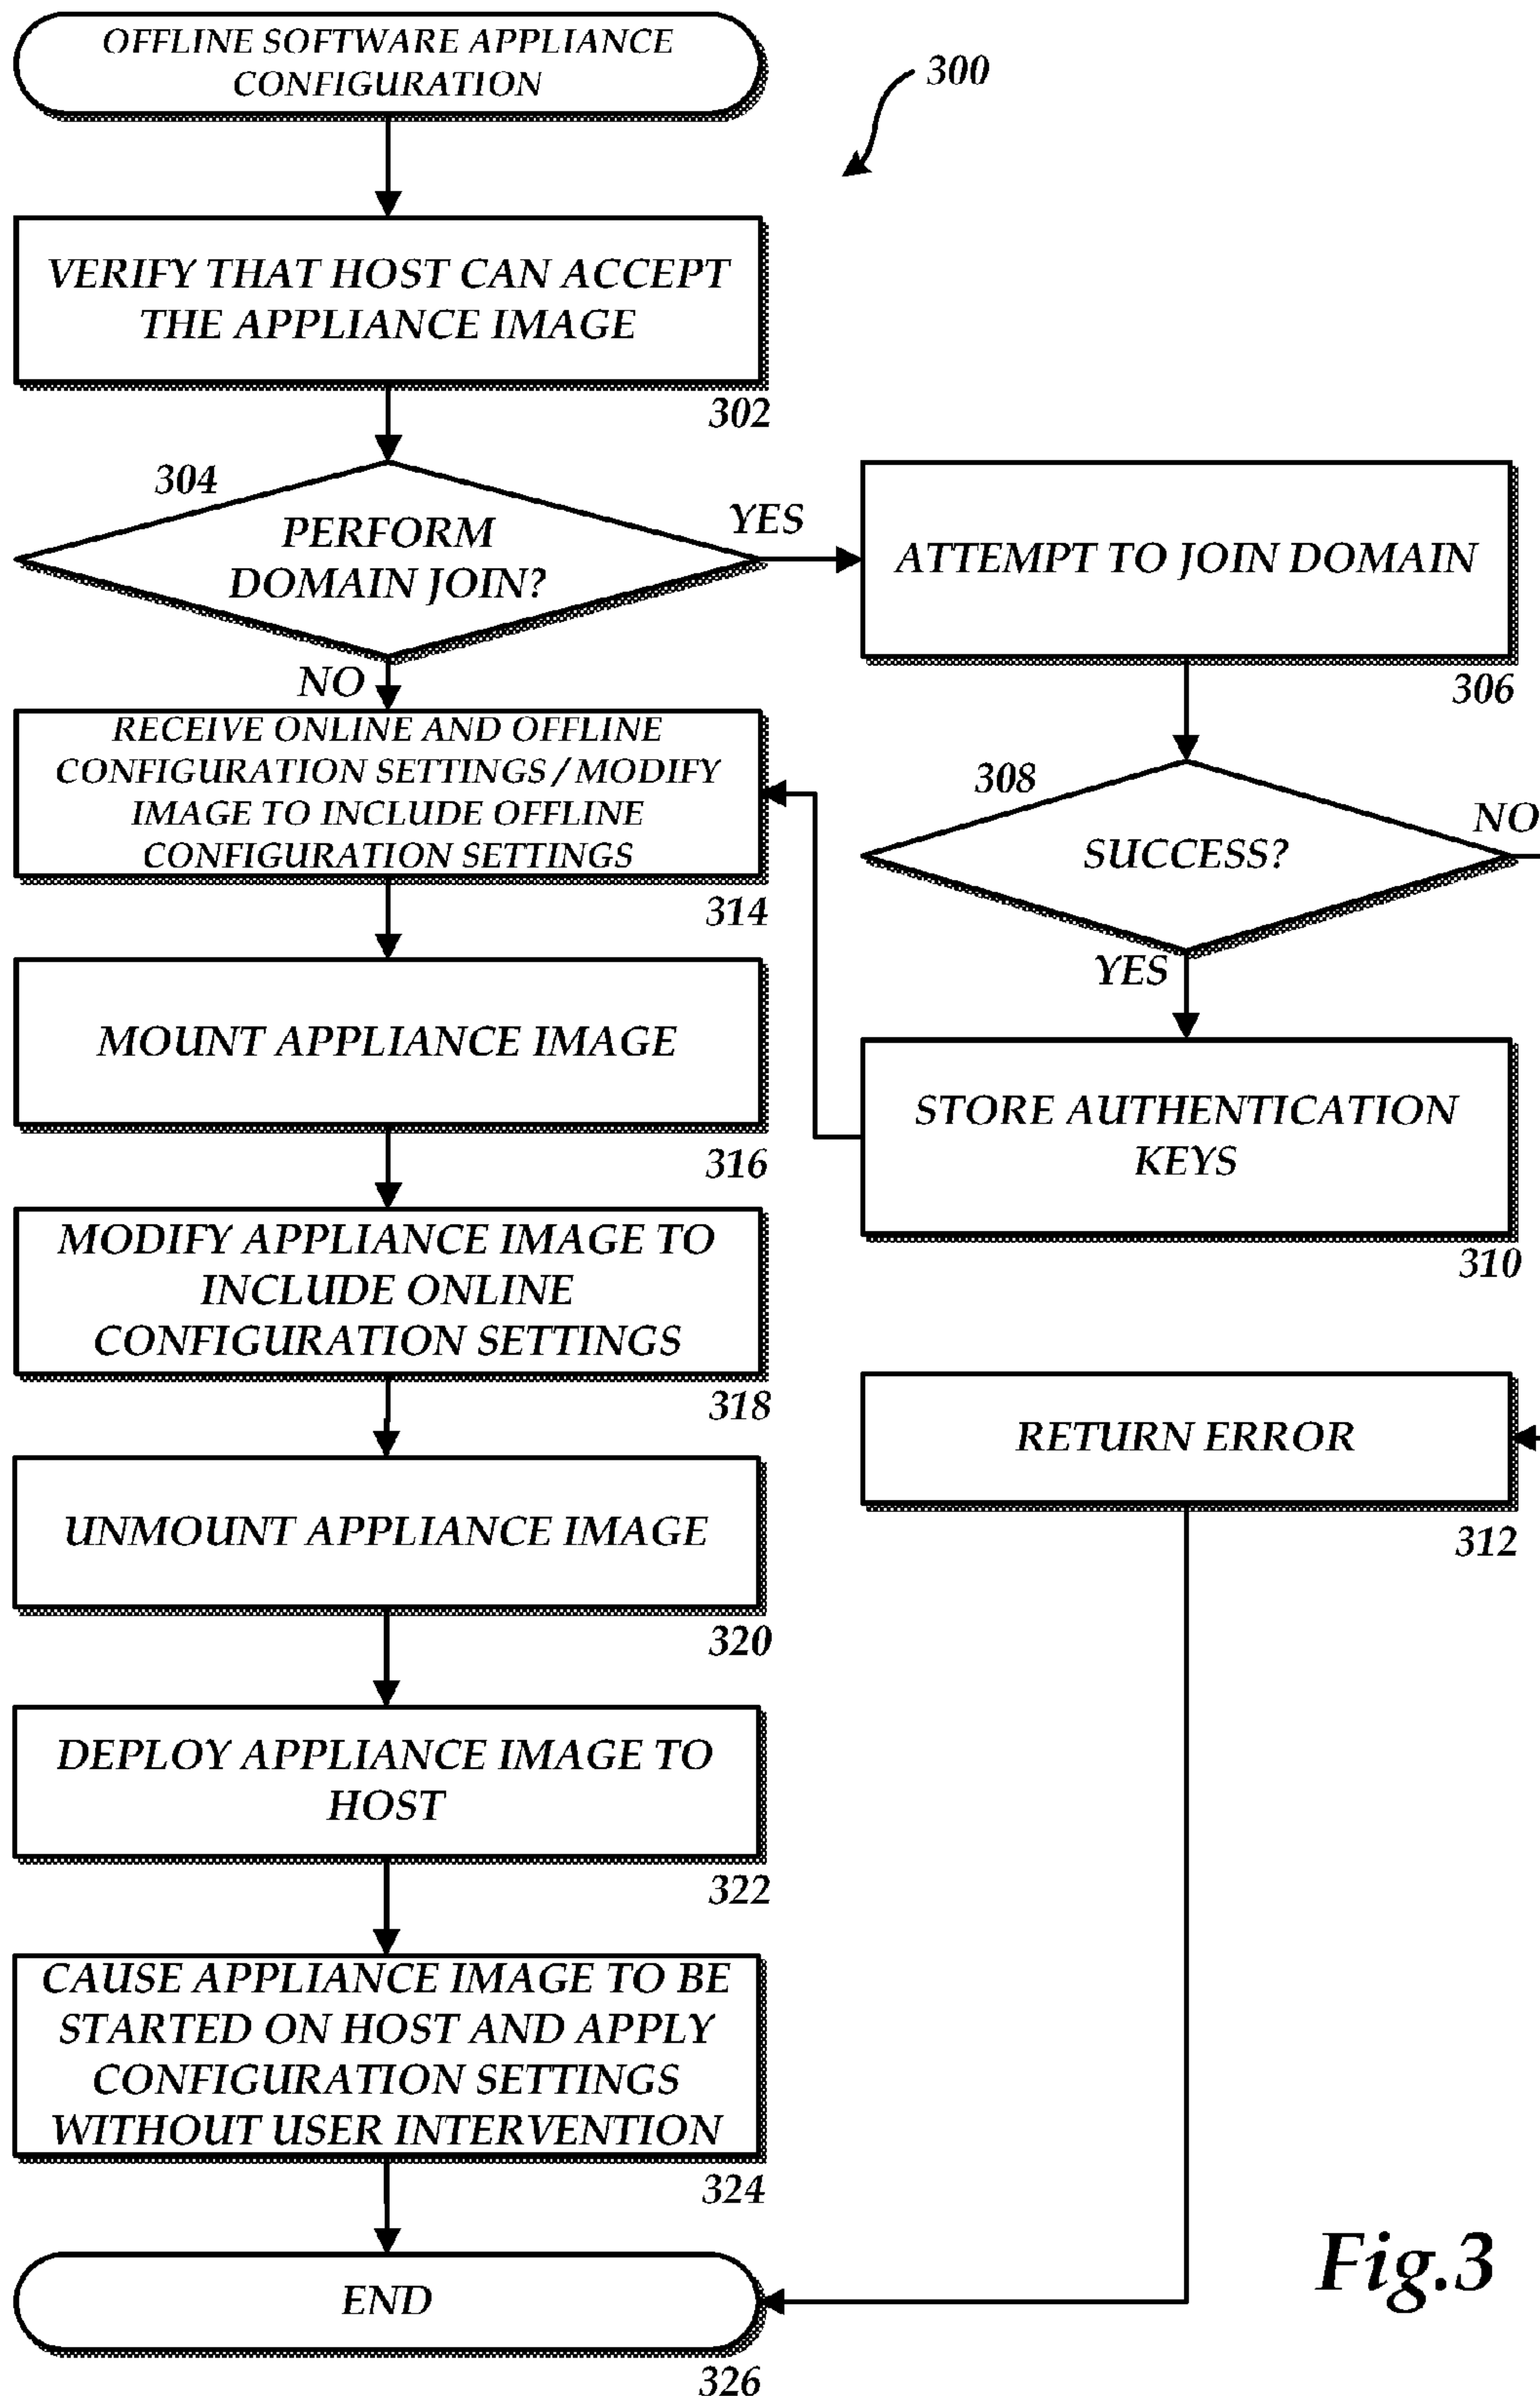 OFFLINE SOFTWARE APPLIANCE
CONFIGURATION
300
VERIFY THAT HOST CAN ACCEPT
THE APPLIANCE IMAGE
302
304
PERFORM
DOMAIN JOIN?
YES
ATTEMPT TO JOIN DOMAIN
306
NO
RECEIVE ONLINE AND OFFLINE
CONFIGURATION SETTINGS / MODIFY
IMAGE TO INCLUDE OFFLINE
CONFIGURATION SETTINGS
314
308
SUCCESS?
NO
YES
STORE AUTHENTICATION
KEYS
310
MOUNT APPLIANCE IMAGE
316
MODIFY APPLIANCE IMAGE TO
INCLUDE ONLINE
CONFIGURATION SETTINGS
318
RETURN ERROR
312
UNMOUNT APPLIANCE IMAGE
320
DEPLOY APPLIANCE IMAGE TO
HOST
322
CAUSE APPLIANCE IMAGE TO BE
STARTED ON HOST AND APPLY
CONFIGURATION SETTINGS
WITHOUT USER INTERVENTION
324
END
326
Fig.3